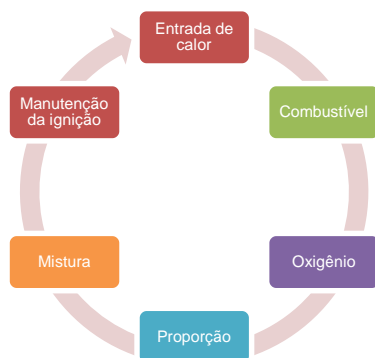 Entrada de
calor
Combustível
Oxigênio
Proporção
Mistura
Manutenção
da ignição